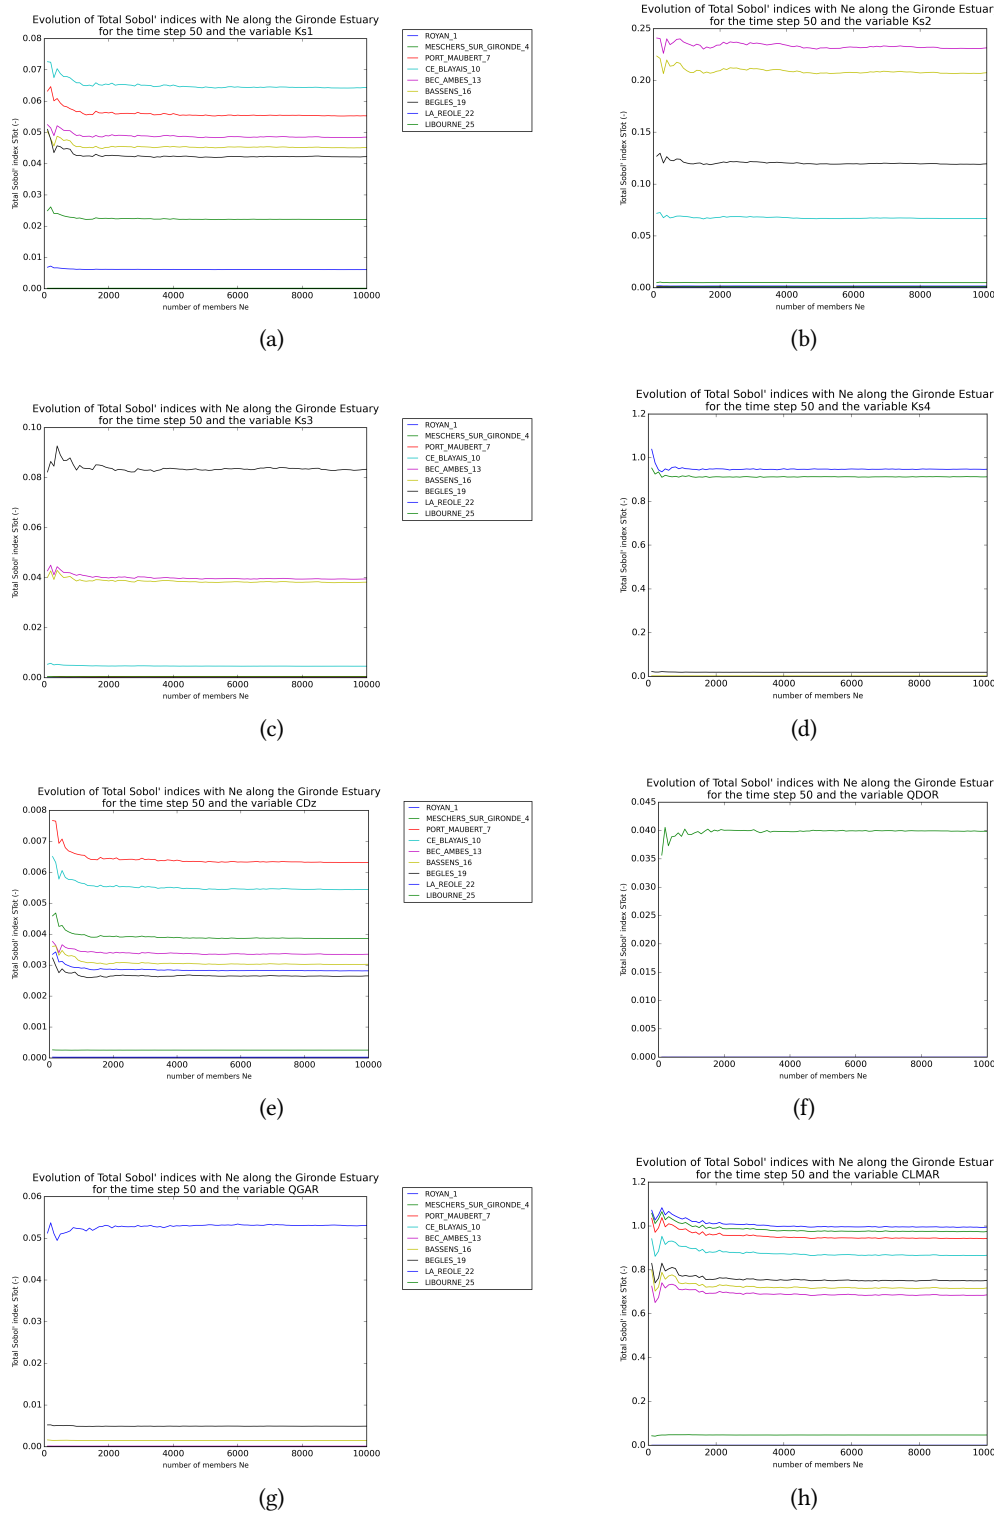 Evolution of Total Sobol' indices with Ne along the Gironde Estuary
for the time step 50 and the variable Ks1
0.08
0.07
0.06
0.05
0.04
0.03
0.02
0.01
0.00
Total Sobol' index STot (-)
0 2000 4000 6000 8000 10000
number of members Ne
ROYAN_1
MESCHERS_SUR_GIRONDE_4
PORT_MAUBERT_7
CE_BLAYAIS_10
BEC_AMBES_13
BASSENS_16
BEGLES_19
LA_REOLE_22
LIBOURNE_25
(a)
Evolution of Total Sobol' indices with Ne along the Gironde Estuar
for the time step 50 and the variable Ks2
0.25
0.20
0.15
0.10
0.05
0.00
Total Sobol' index STot (-)
0 2000 4000 6000 8000 1000
number of members Ne
(b)
Evolution of Total Sobol' indices with Ne along the Gironde Estuary
for the time step 50 and the variable Ks3
0.10
0.08
0.06
0.04
0.02
0.00
Total Sobol' index STot (-)
0 2000 4000 6000 8000 10000
number of members Ne
ROYAN_1
MESCHERS_SUR_GIRONDE_4
PORT_MAUBERT_7
CE_BLAYAIS_10
BEC_AMBES_13
BASSENS_16
BEGLES_19
LA_REOLE_22
LIBOURNE_25
(c)
Evolution of Total Sobol' indices with Ne along the Gironde Estuar
for the time step 50 and the variable Ks4
1.2
1.0
0.8
0.6
0.4
0.2
0.0
Total Sobol' index STot (-)
0 2000 4000 6000 8000 1000
number of members Ne
(d)
Evolution of Total Sobol' indices with Ne along the Gironde Estuary
for the time step 50 and the variable CDz
0.008
0.007
0.006
0.005
0.004
0.003
0.002
0.001
0.000
Total Sobol' index STot (-)
0 2000 4000 6000 8000 10000
number of members Ne
ROYAN_1
MESCHERS_SUR_GIRONDE_4
PORT_MAUBERT_7
CE_BLAYAIS_10
BEC_AMBES_13
BASSENS_16
BEGLES_19
LA_REOLE_22
LIBOURNE_25
(e)
Evolution of Total Sobol' indices with Ne along the Gironde Estuar
for the time step 50 and the variable QDOR
0.045
0.040
0.035
0.030
0.025
0.020
0.015
0.010
0.005
0.000
Total Sobol' index STot (-)
0 2000 4000 6000 8000 1000
number of members Ne
(f)
Evolution of Total Sobol' indices with Ne along the Gironde Estuary
for the time step 50 and the variable QGAR
0.06
0.05
0.04
0.03
0.02
0.01
0.00
Total Sobol' index STot (-)
0 2000 4000 6000 8000 10000
number of members Ne
ROYAN_1
MESCHERS_SUR_GIRONDE_4
PORT_MAUBERT_7
CE_BLAYAIS_10
BEC_AMBES_13
BASSENS_16
BEGLES_19
LA_REOLE_22
LIBOURNE_25
(g)
Evolution of Total Sobol' indices with Ne along the Gironde Estuar
for the time step 50 and the variable CLMAR
1.2
1.0
0.8
0.6
0.4
0.2
0.0
Total Sobol' index STot (-)
0 2000 4000 6000 8000 1000
number of members Ne
(h)